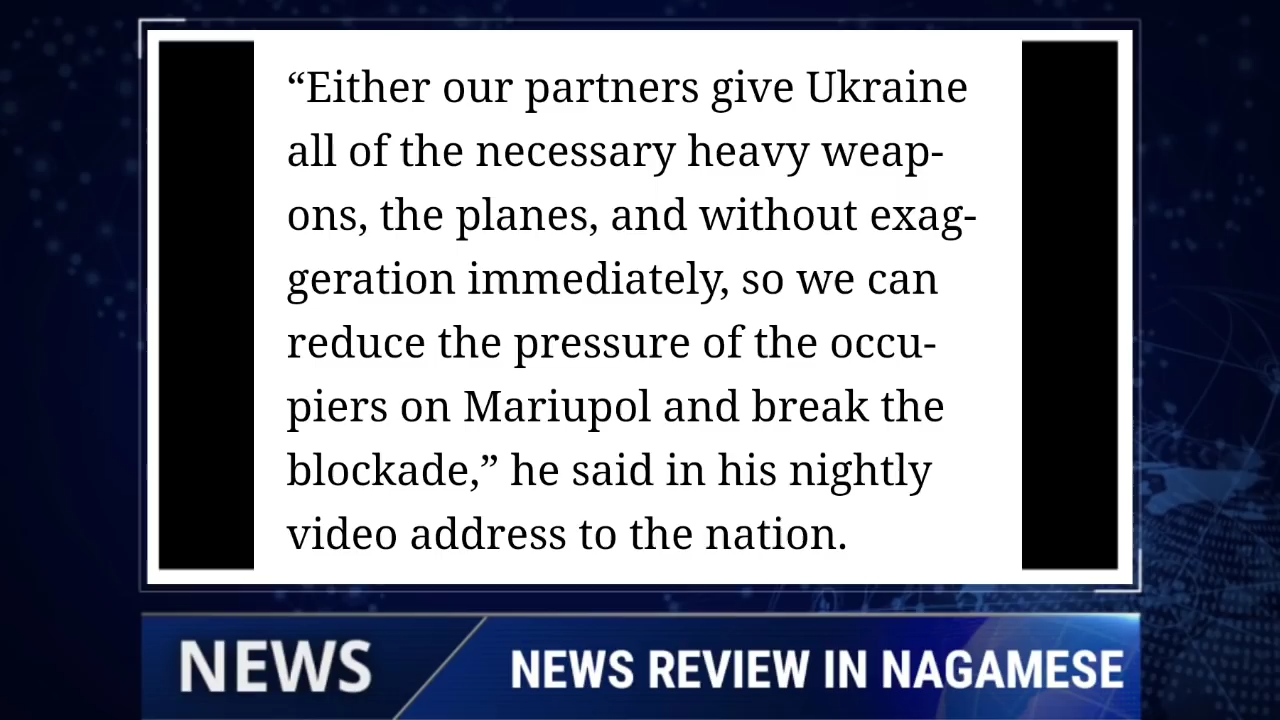 “Either our partners give Ukraine
all of the necessary heavy weap-
ons, the planes, and without exag-
geration immediately, so we can
reduce the pressure of the occu-
piers on Mariupol and break the
blockade,” he said in his nightly
video address to the nation.
NEWS
NEWS REVIEW IN NAGAMESE